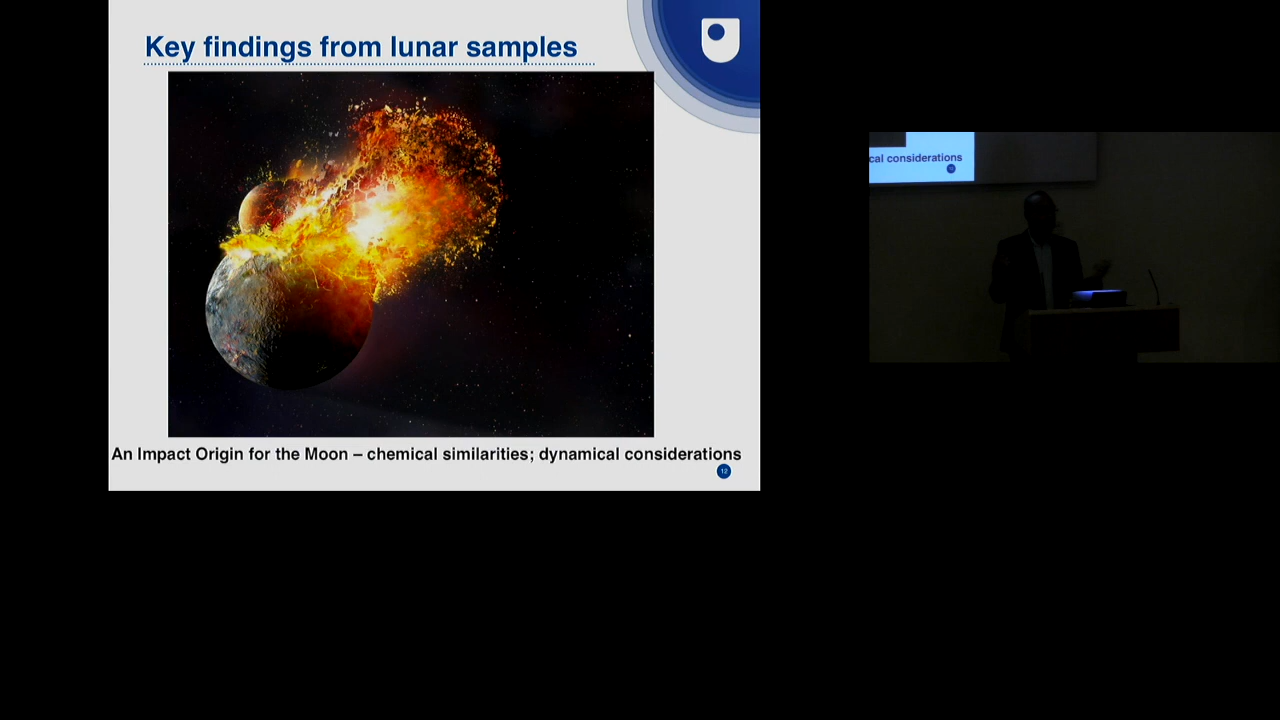 Key findings from lunar samples
An Impact Origin for the Moon – chemical similarities; dynamical considerations
12
cal considerations